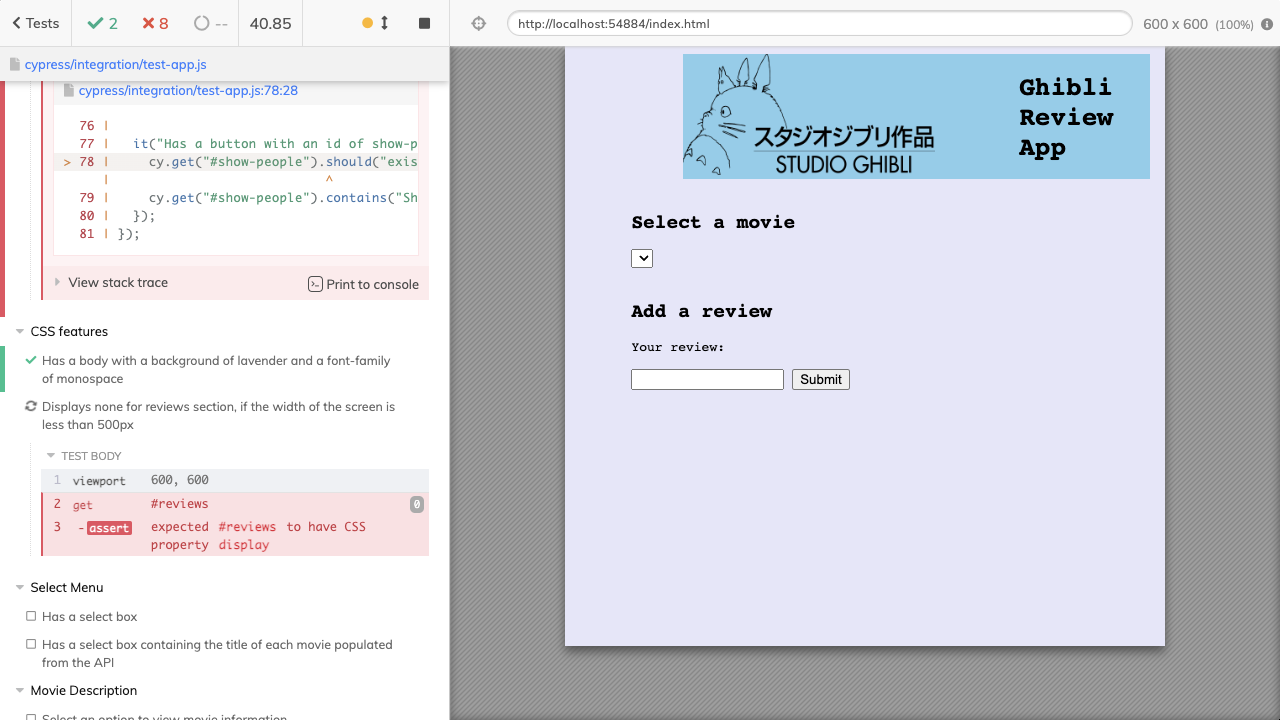 Tests
2
8
--
40.85
http://localhost:54884/index.html
600 x 600 (100%)
cypress/integration/test-app.js
cypress/integration/test-app.js:78:28
76 |
77 | it("Has a button with an id of show-p
> 78 | cy.get("#show-people").should("exis
| ^
79 | cy.get("#show-people").contains("Sh
80 | });
81 | });
View stack trace
Print to console
CSS features
Has a body with a background of lavender and a font-family
of monospace
Displays none for reviews section, if the width of the screen is
less than 500px
TEST BODY
1 viewport 600, 600
2 get #reviews 0
3 -assert expected #reviews to have CSS
property display
Select Menu
Has a select box
Has a select box containing the title of each movie populated
from the API
Movie Description
Select an option to view movie information
スタジオジブリ作品
STUDIO GHIBLI
Ghibli
Review
App
Select a movie
Add a review
Your review:
Submit